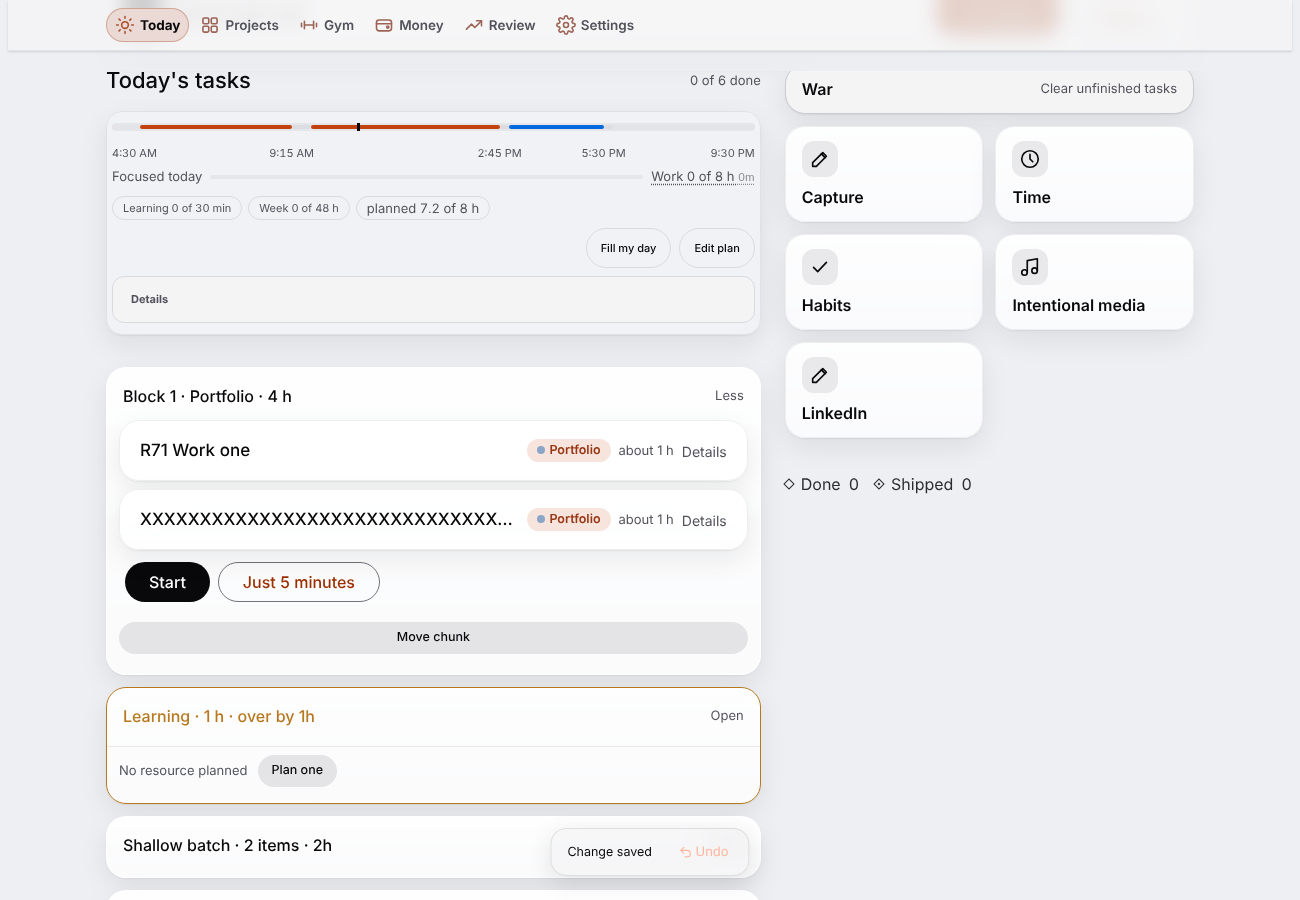 Today
Projects
Gym
Money
Review
Settings
Today's tasks
0 of 6 done
4:30 AM
9:15 AM
2:45 PM
5:30 PM
9:30 PM
Focused today
Work 0 of 8 h 0m
Learning 0 of 30 min
Week 0 of 48 h
planned 7.2 of 8 h
Fill my day
Edit plan
Details
Block 1 · Portfolio · 4 h
Less
R71 Work one
Portfolio
about 1 h
Details
XXXXXXXXXXXXXXXXXXXXXXXXXXXXXX...
Portfolio
about 1 h
Details
Start
Just 5 minutes
Move chunk
Learning · 1 h · over by 1h
Open
No resource planned
Plan one
Shallow batch · 2 items · 2h
Change saved
Undo
War
Clear unfinished tasks
Capture
Time
Habits
Intentional media
LinkedIn
Done 0
Shipped 0